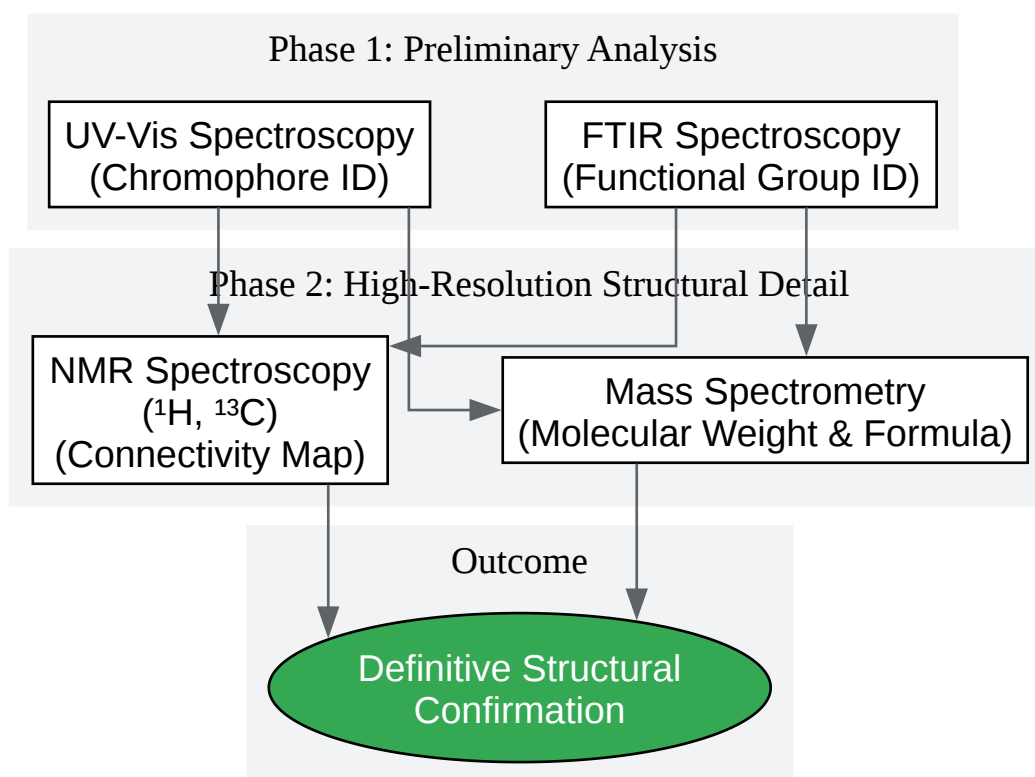 Phase 1: Preliminary Analysis
UV-Vis Spectroscopy
(Chromophore ID)
FTIR Spectroscopy
(Functional Group ID)
Phase 2: High-Resolution Structural Detail
NMR Spectroscopy
(¹H, ¹³C)
(Connectivity Map)
Mass Spectrometry
(Molecular Weight & Formula)
Outcome
Definitive Structural
Confirmation